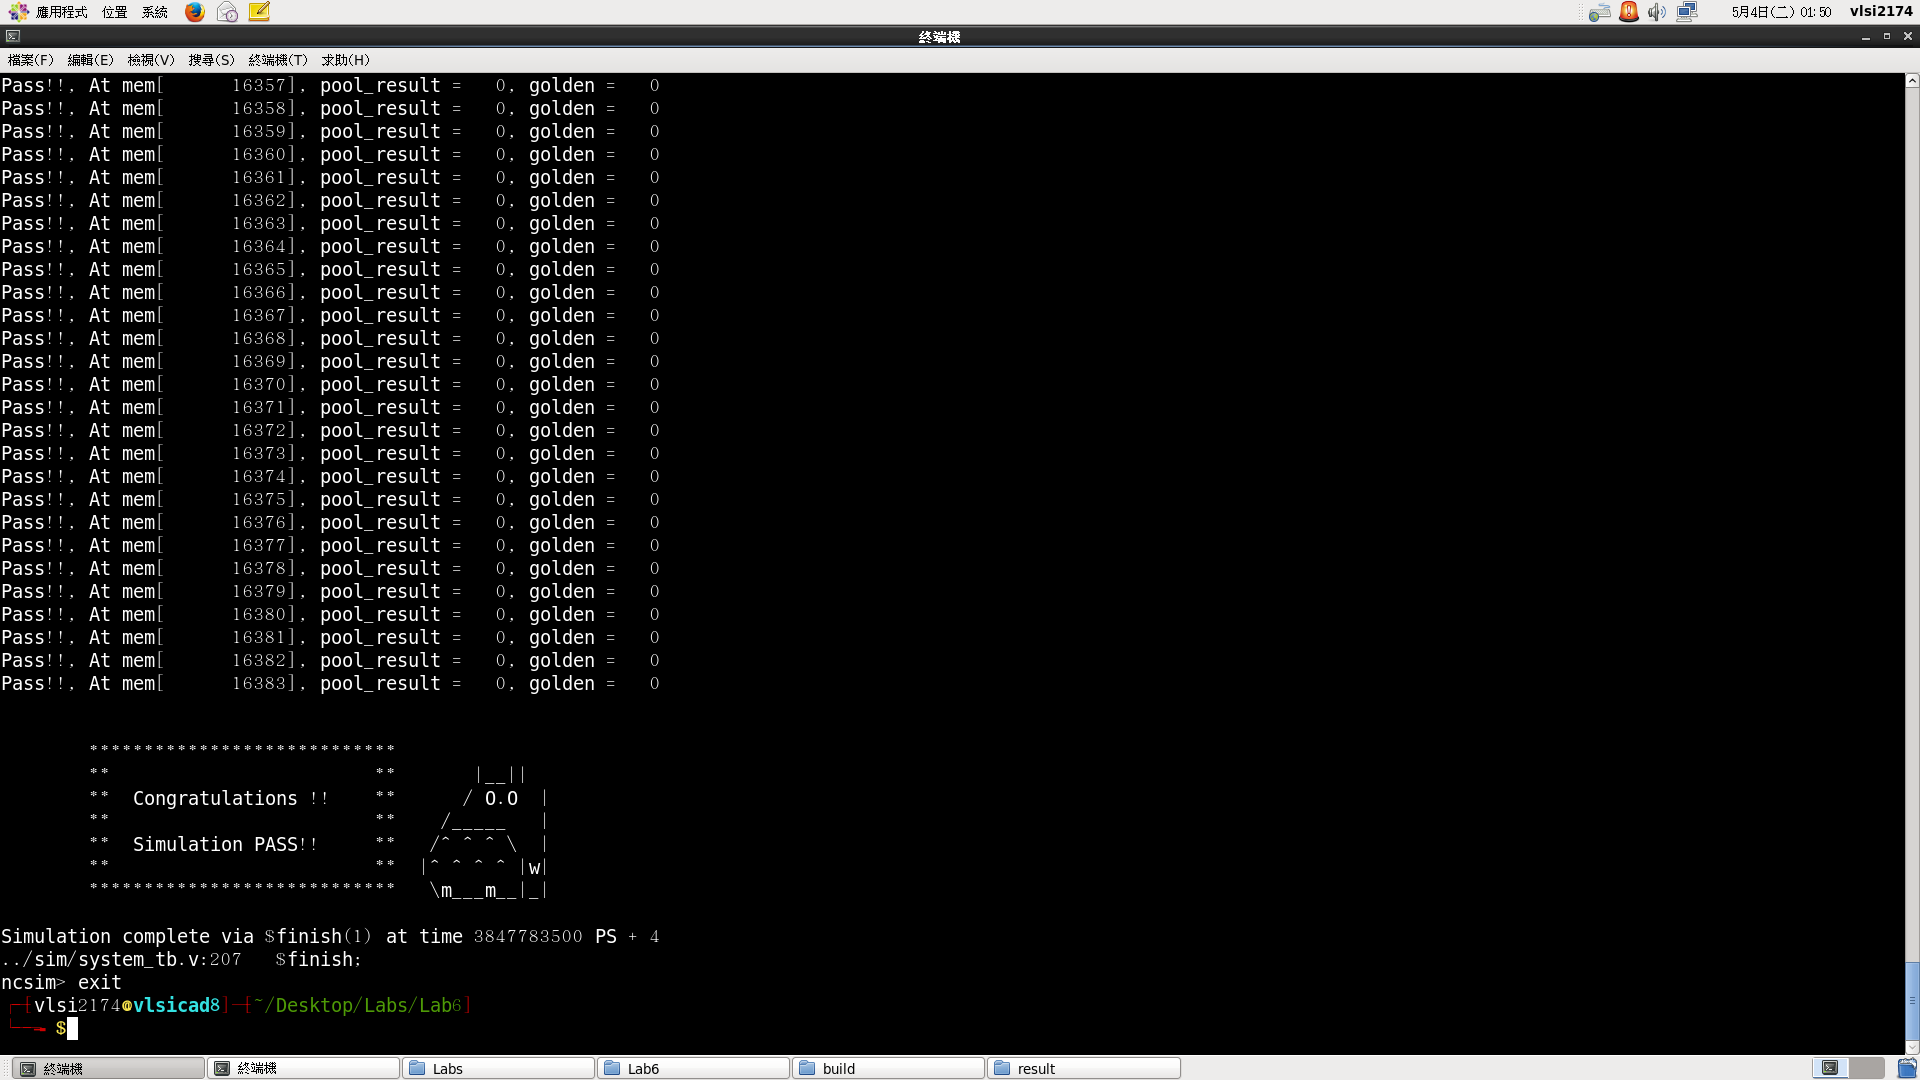 應用程式 位置 系統 5月4日(二) 01:50 vlsi2174
終端機
檔案(F) 編輯(E) 檢視(V) 搜尋(S) 終端機(T) 求助(H)
Pass!!, At mem[      16357], pool_result =   0, golden =   0
Pass!!, At mem[      16358], pool_result =   0, golden =   0
Pass!!, At mem[      16359], pool_result =   0, golden =   0
Pass!!, At mem[      16360], pool_result =   0, golden =   0
Pass!!, At mem[      16361], pool_result =   0, golden =   0
Pass!!, At mem[      16362], pool_result =   0, golden =   0
Pass!!, At mem[      16363], pool_result =   0, golden =   0
Pass!!, At mem[      16364], pool_result =   0, golden =   0
Pass!!, At mem[      16365], pool_result =   0, golden =   0
Pass!!, At mem[      16366], pool_result =   0, golden =   0
Pass!!, At mem[      16367], pool_result =   0, golden =   0
Pass!!, At mem[      16368], pool_result =   0, golden =   0
Pass!!, At mem[      16369], pool_result =   0, golden =   0
Pass!!, At mem[      16370], pool_result =   0, golden =   0
Pass!!, At mem[      16371], pool_result =   0, golden =   0
Pass!!, At mem[      16372], pool_result =   0, golden =   0
Pass!!, At mem[      16373], pool_result =   0, golden =   0
Pass!!, At mem[      16374], pool_result =   0, golden =   0
Pass!!, At mem[      16375], pool_result =   0, golden =   0
Pass!!, At mem[      16376], pool_result =   0, golden =   0
Pass!!, At mem[      16377], pool_result =   0, golden =   0
Pass!!, At mem[      16378], pool_result =   0, golden =   0
Pass!!, At mem[      16379], pool_result =   0, golden =   0
Pass!!, At mem[      16380], pool_result =   0, golden =   0
Pass!!, At mem[      16381], pool_result =   0, golden =   0
Pass!!, At mem[      16382], pool_result =   0, golden =   0
Pass!!, At mem[      16383], pool_result =   0, golden =   0
        ****************************
        **                        **       |__||
        **  Congratulations !!    **      / O.O  |
        **                        **    /_____   |
        **  Simulation PASS!!     **   /^ ^ ^ \  |
        **                        **  |^ ^ ^ ^ |w|
        ****************************   \m___m__|_|
Simulation complete via $finish(1) at time 3847783500 PS + 4
../sim/system_tb.v:207   $finish;
ncsim> exit
┌─[vlsi2174@vlsicad8]─[~/Desktop/Labs/Lab6]
└──╼ $
終端機 終端機 Labs Lab6 build result